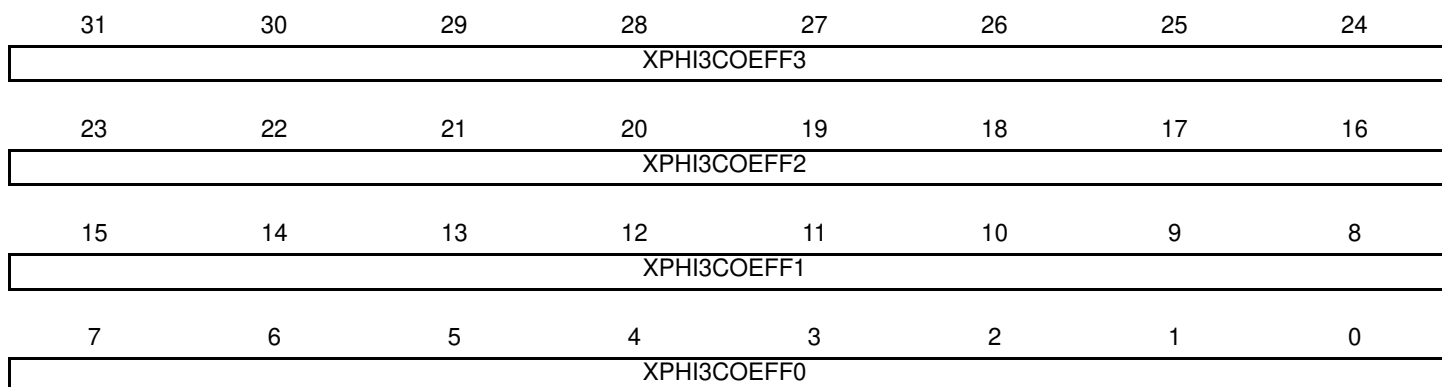 31 30 29 28 27 26 25 24
XPHI3COEFF3
23 22 21 20 19 18 17 16
XPHI3COEFF2
15 14 13 12 11 10 9 8
XPHI3COEFF1
7 6 5 4 3 2 1 0
XPHI3COEFF0